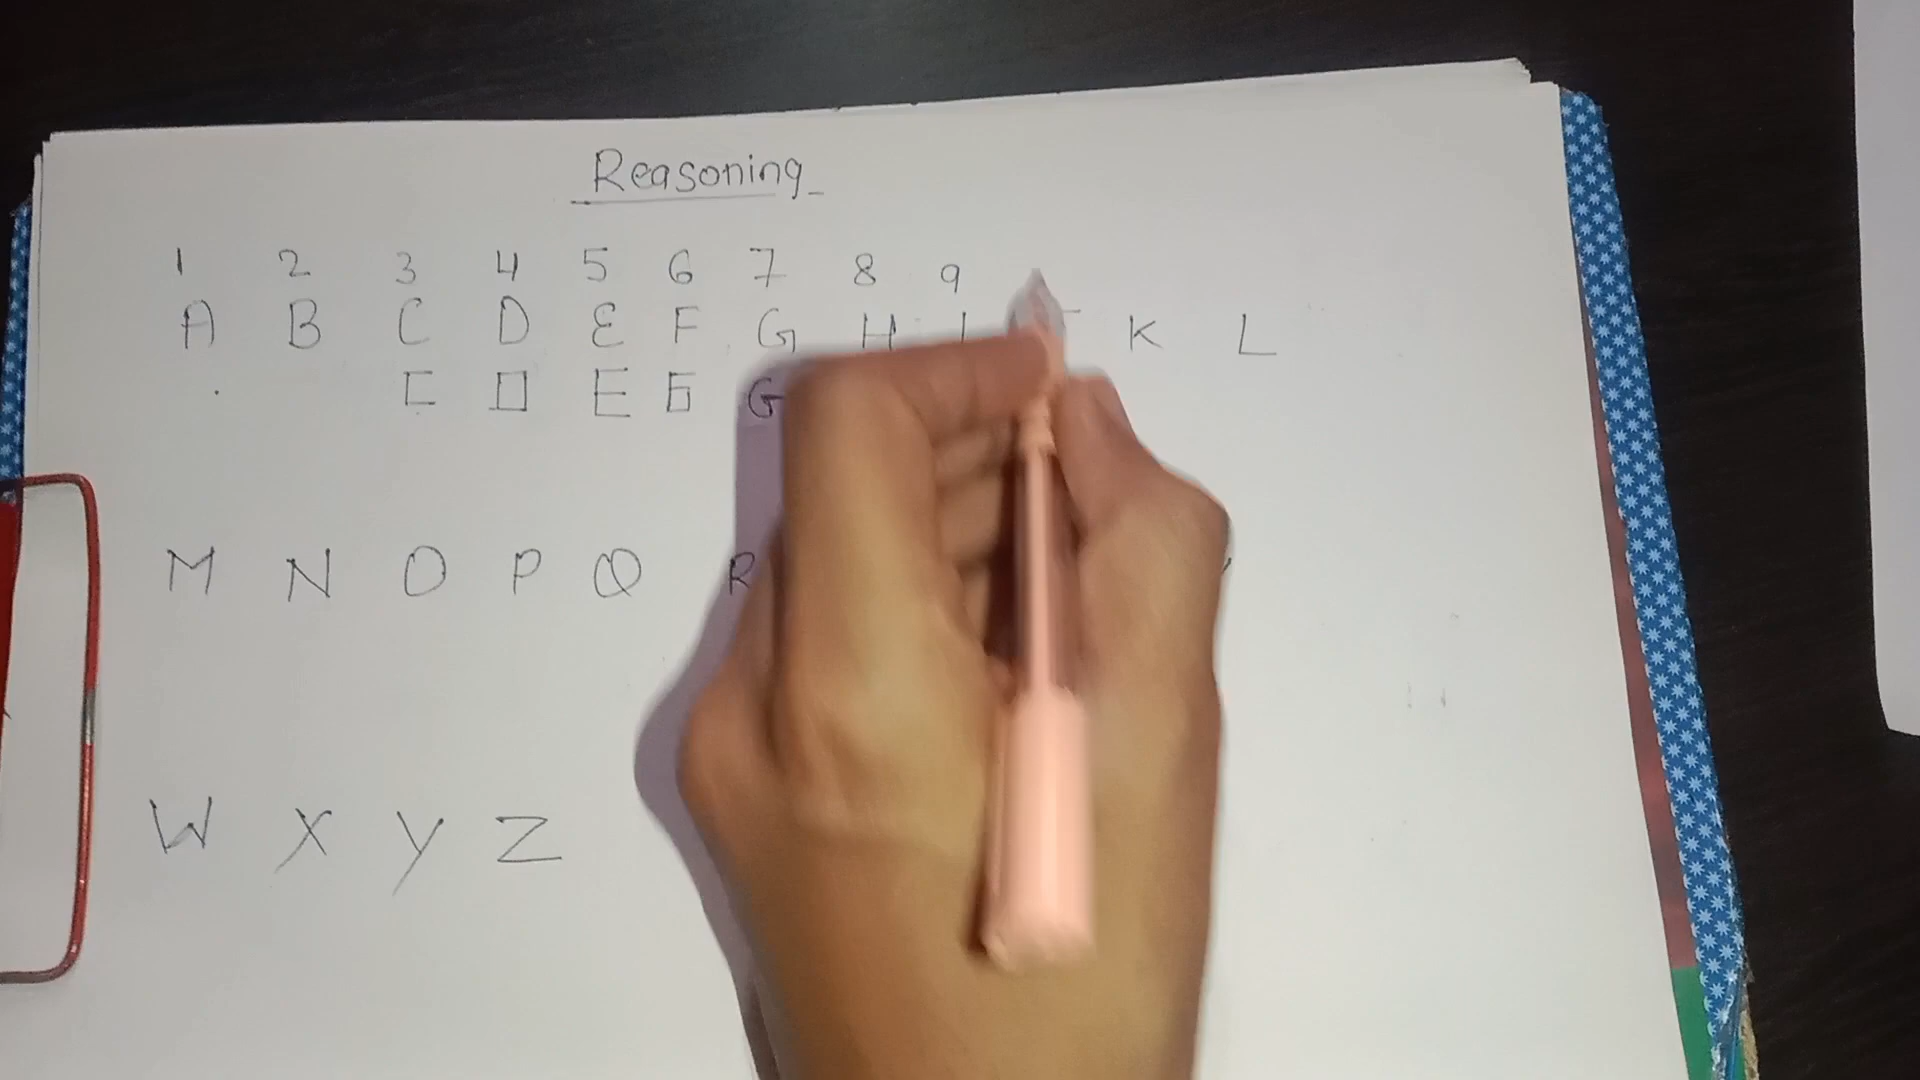 Reasoning
1 2 3 4 5 6 7 8 9
A B C D E F G H I K L
C D E G G
M N O P Q R
W X Y Z